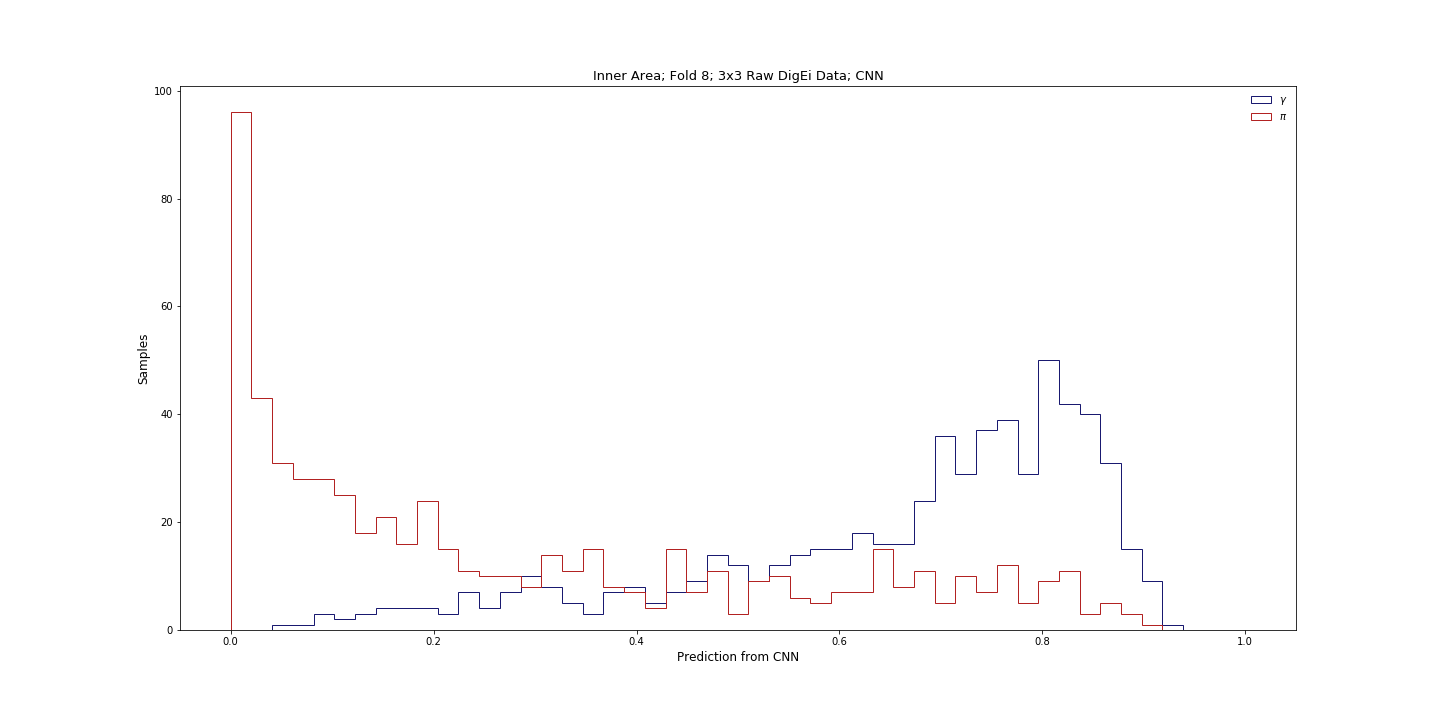 Inner Area; Fold 8; 3x3 Raw DigEi Data; CNN
γ
π
100
80
60
40
20
0
Samples
0.0 0.2 0.4 0.6 0.8 1.0
Prediction from CNN